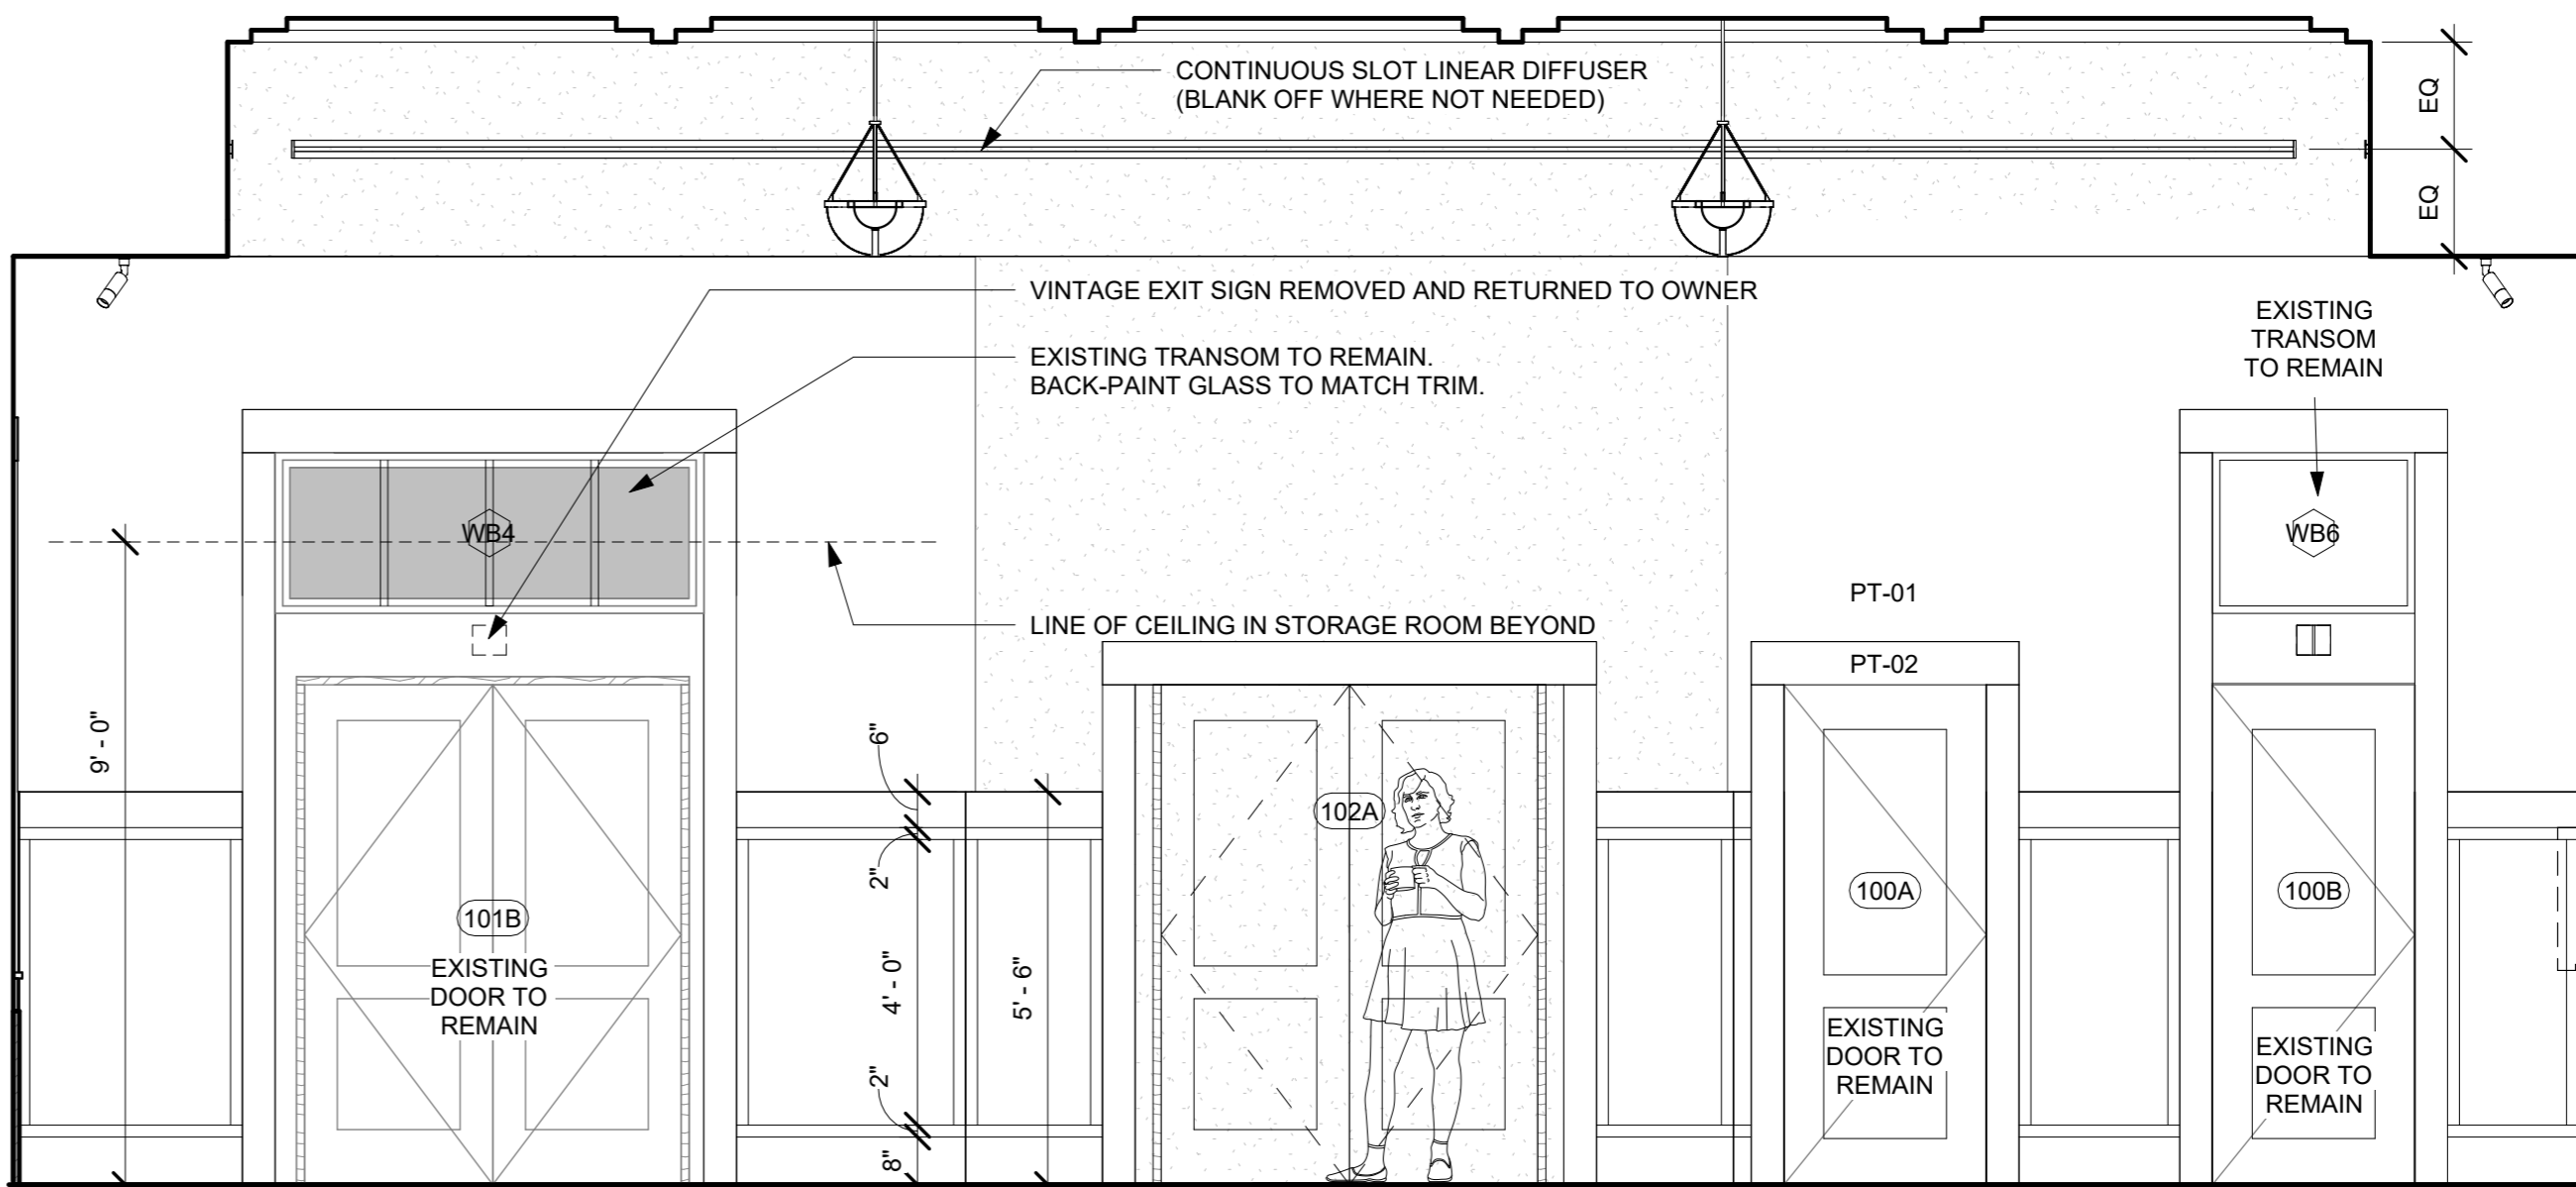 CONTINUOUS SLOT LINEAR DIFFUSER
(BLANK OFF WHERE NOT NEEDED)
EQ
EQ
VINTAGE EXIT SIGN REMOVED AND RETURNED TO OWNER
EXISTING
TRANSOM
TO REMAIN
EXISTING TRANSOM TO REMAIN.
BACK-PAINT GLASS TO MATCH TRIM.
WB4
WB6
PT-01
LINE OF CEILING IN STORAGE ROOM BEYOND
PT-02
9' - 0"
6"
2"
4' - 0"
2"
8"
5' - 6"
102A
101B
EXISTING
DOOR TO
REMAIN
100A
EXISTING
DOOR TO
REMAIN
100B
EXISTING
DOOR TO
REMAIN